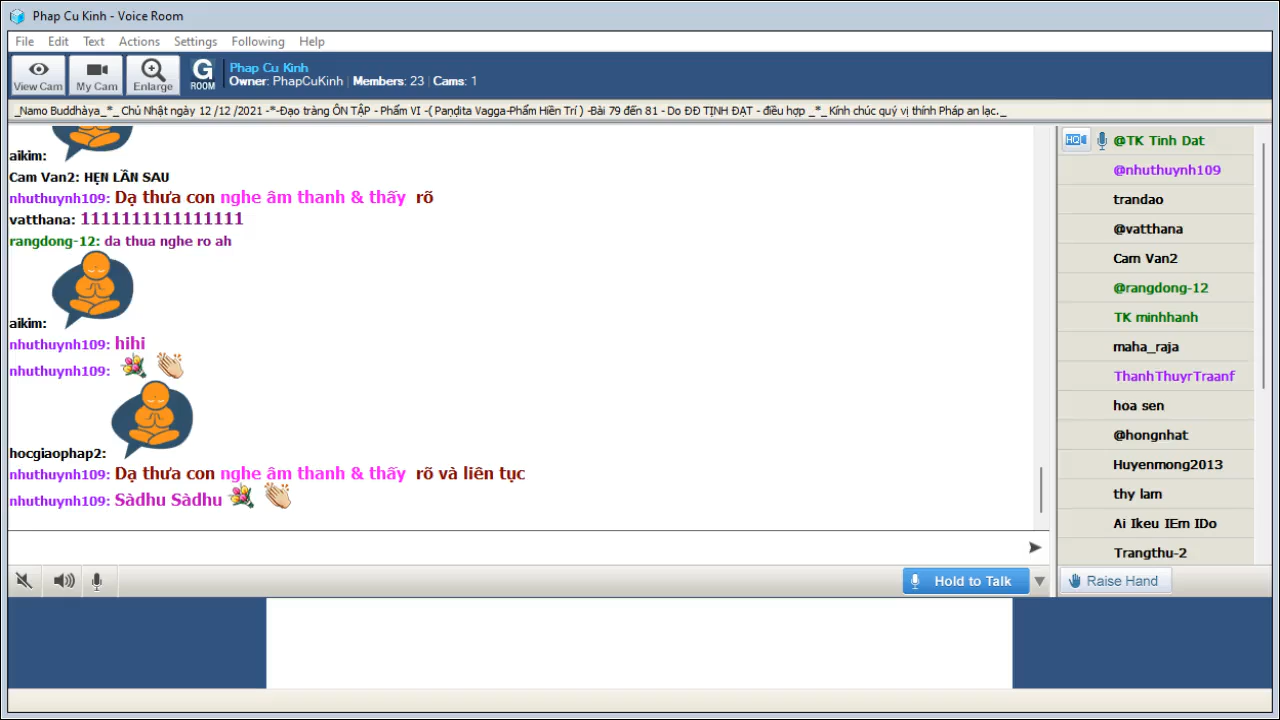 Phap Cu Kinh - Voice Room
File Edit Text Actions Settings Following Help
View Cam My Cam Enlarge G ROOM
Phap Cu Kinh
Owner: PhapCuKinh Members: 23 Cams: 1
_Namo Buddhàya_*_ Chủ Nhật ngày 12 /12 /2021 -*-Đạo tràng ÔN TẬP - Phẩm VI -( Paṇḍita Vagga-Phẩm Hiền Trí ) -Bài 79 đến 81 - Do ĐĐ TỊNH ĐẠT - điều hợp _*_ Kính chúc quý vị thính Pháp an lạc._
aikim:
Cam Van2: HẸN LẦN SAU
nhuthuynh109: Dạ thưa con nghe âm thanh & thấy rõ
vatthana: 1111111111111111
rangdong-12: da thua nghe ro ah
aikim:
nhuthuynh109: hihi
nhuthuynh109:
hocgiaophap2:
nhuthuynh109: Dạ thưa con nghe âm thanh & thấy rõ và liên tục
nhuthuynh109: Sàdhu Sàdhu
Hold to Talk
HQ
@TK Tinh Dat
@nhuthuynh109
trandao
@vatthana
Cam Van2
@rangdong-12
TK minhhanh
maha_raja
ThanhThuyrTraanf
hoa sen
@hongnhat
Huyenmong2013
thy lam
Ai Ikeu IEm IDo
Trangthu-2
Raise Hand